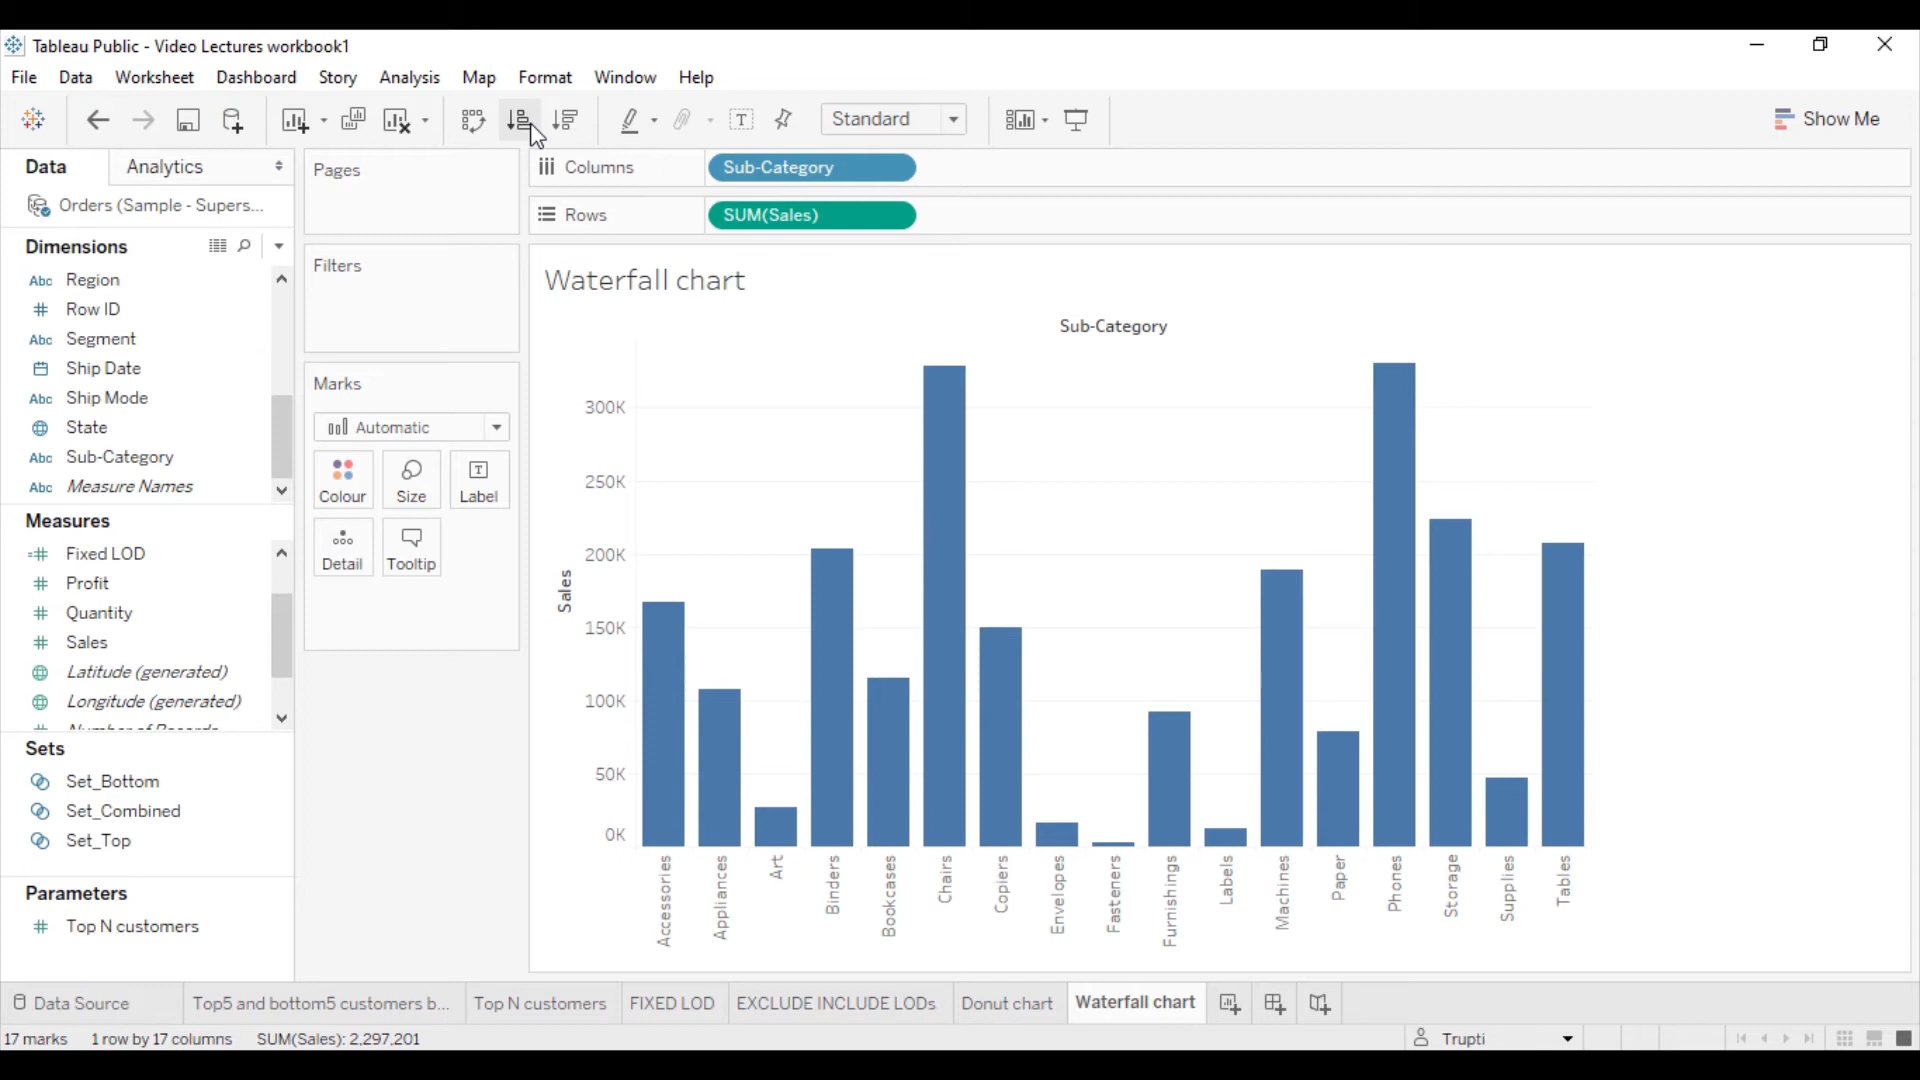 Tableau Public - Video Lectures workbook1
File Data Worksheet Dashboard Story Analysis Map Format Window Help
Standard
Show Me
Data
Analytics
Orders (Sample - Supers...
Dimensions
Abc Region
Row ID
Abc Segment
Ship Date
Abc Ship Mode
State
Abc Sub-Category
Abc Measure Names
Measures
=# Fixed LOD
# Profit
# Quantity
# Sales
Latitude (generated)
Longitude (generated)
Sets
Set_Bottom
Set_Combined
Set_Top
Parameters
# Top N customers
Pages
Filters
Marks
Automatic
Colour
Size
Label
Detail
Tooltip
Columns
Sub-Category
Rows
SUM(Sales)
Waterfall chart
Sub-Category
Sales
300K
250K
200K
150K
100K
50K
0K
Accessories
Appliances
Art
Binders
Bookcases
Chairs
Copiers
Envelopes
Fasteners
Furnishings
Labels
Machines
Paper
Phones
Storage
Supplies
Tables
Data Source
Top5 and bottom5 customers b...
Top N customers
FIXED LOD
EXCLUDE INCLUDE LODs
Donut chart
Waterfall chart
17 marks 1 row by 17 columns SUM(Sales): 2,297,201
Trupti